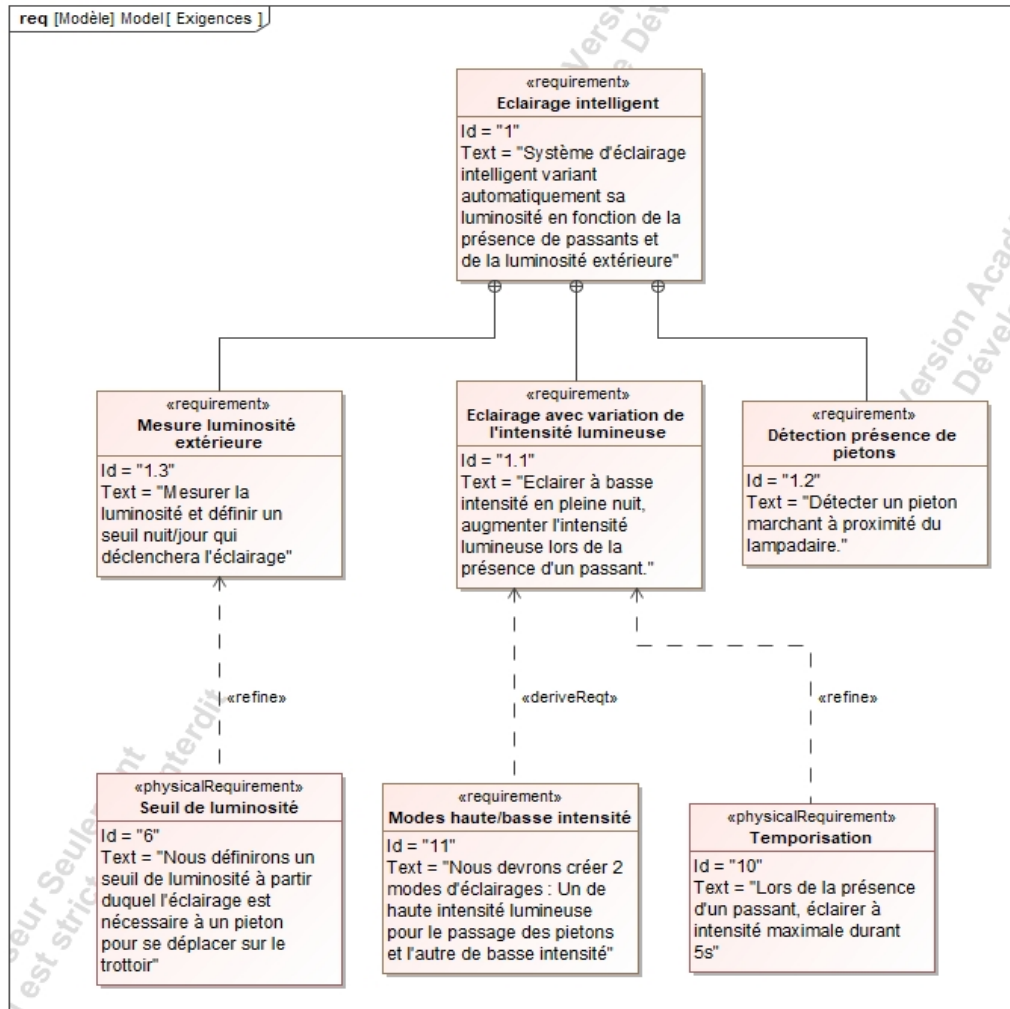 req [Modèle] Model[ Exigences ]
«requirement»
Eclairage intelligent
Id = "1"
Text = "Système d'éclairage
intelligent variant
automatiquement sa
luminosité en fonction de la
présence de passants et
de la luminosité extérieure"
«requirement»
Mesure luminosité
extérieure
Id = "1.3"
Text = "Mesurer la
luminosité et définir un
seuil nuit/jour qui
déclenchera l'éclairage"
«requirement»
Eclairage avec variation de
l'intensité lumineuse
Id = "1.1"
Text = "Eclairer à basse
intensité en pleine nuit,
augmenter l'intensité
lumineuse lors de la
présence d'un passant."
«requirement»
Détection présence de
pietons
Id = "1.2"
Text = "Détecter un pieton
marchant à proximité du
lampadaire."
«refine»
«deriveReqt»
«refine»
«physicalRequirement»
Seuil de luminosité
Id = "6"
Text = "Nous définirons un
seuil de luminosité à partir
duquel l'éclairage est
nécessaire à un pieton
pour se déplacer sur le
trottoir"
«requirement»
Modes haute/basse intensité
Id = "11"
Text = "Nous devrons créer 2
modes d'éclairages : Un de
haute intensité lumineuse
pour le passage des pietons
et l'autre de basse intensité"
«physicalRequirement»
Temporisation
Id = "10"
Text = "Lors de la présence
d'un passant, éclairer à
intensité maximale durant
5s"